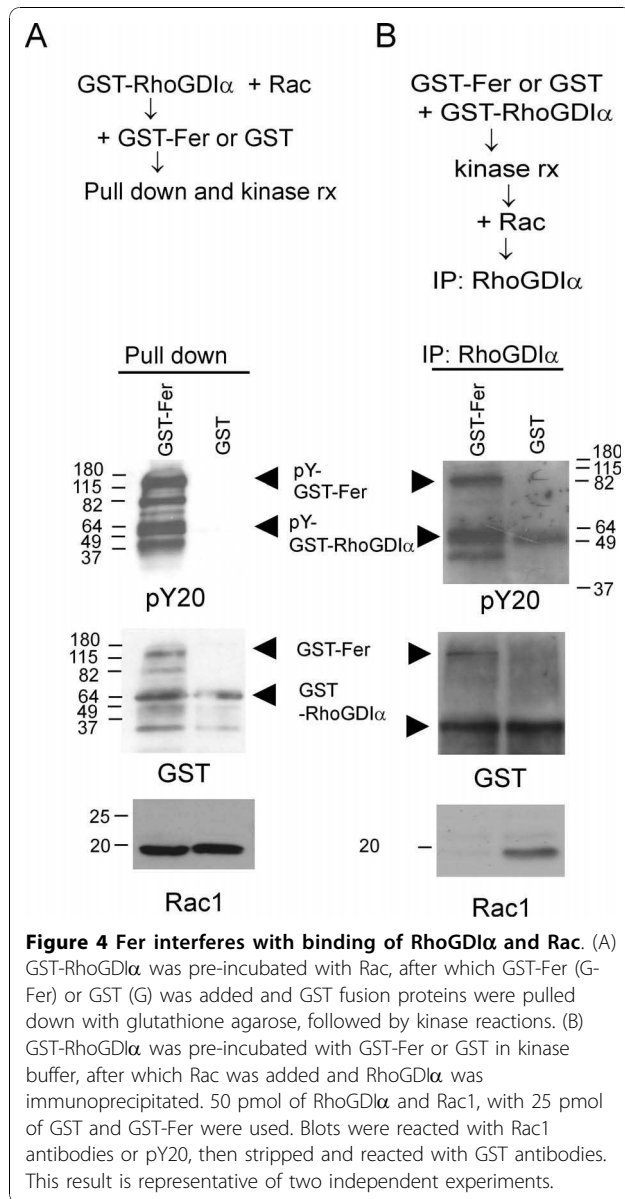 A
GST-RhoGDIα + Rac
↓
+ GST-Fer or GST
↓
Pull down and kinase rx
B
GST-Fer or GST
+ GST-RhoGDIα
↓
kinase rx
↓
+ Rac
↓
IP: RhoGDIα
Pull down
GST-Fer
GST
180
115
82
64
49
37
pY20
pY-
GST-Fer
pY-
GST-RhoGDIα
IP: RhoGDIα
GST-Fer
GST
180
115
82
64
49
37
pY20
180
115
82
64
49
37
GST
GST-Fer
GST
-RhoGDIα
GST
25
20
Rac1
20
Rac1
Figure 4 Fer interferes with binding of RhoGDIα and Rac. (A)
GST-RhoGDIα was pre-incubated with Rac, after which GST-Fer (G-
Fer) or GST (G) was added and GST fusion proteins were pulled
down with glutathione agarose, followed by kinase reactions. (B)
GST-RhoGDIα was pre-incubated with GST-Fer or GST in kinase
buffer, after which Rac was added and RhoGDIα was
immunoprecipitated. 50 pmol of RhoGDIα and Rac1, with 25 pmol
of GST and GST-Fer were used. Blots were reacted with Rac1
antibodies or pY20, then stripped and reacted with GST antibodies.
This result is representative of two independent experiments.